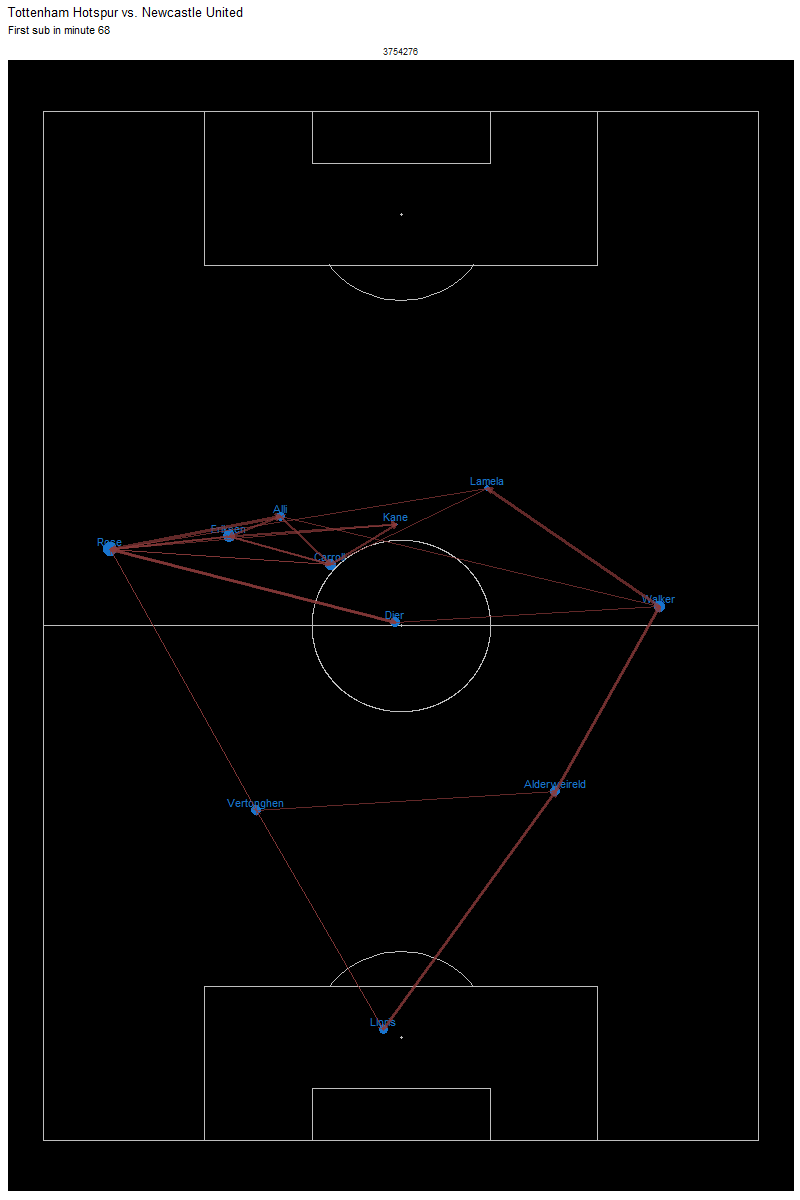 Tottenham Hotspur vs. Newcastle United
First sub in minute 68
3754276
Lamela
Alli
Kane
Eriksen
Rose
Carroll
Walker
Dier
Alderweireld
Vertonghen
Lloris